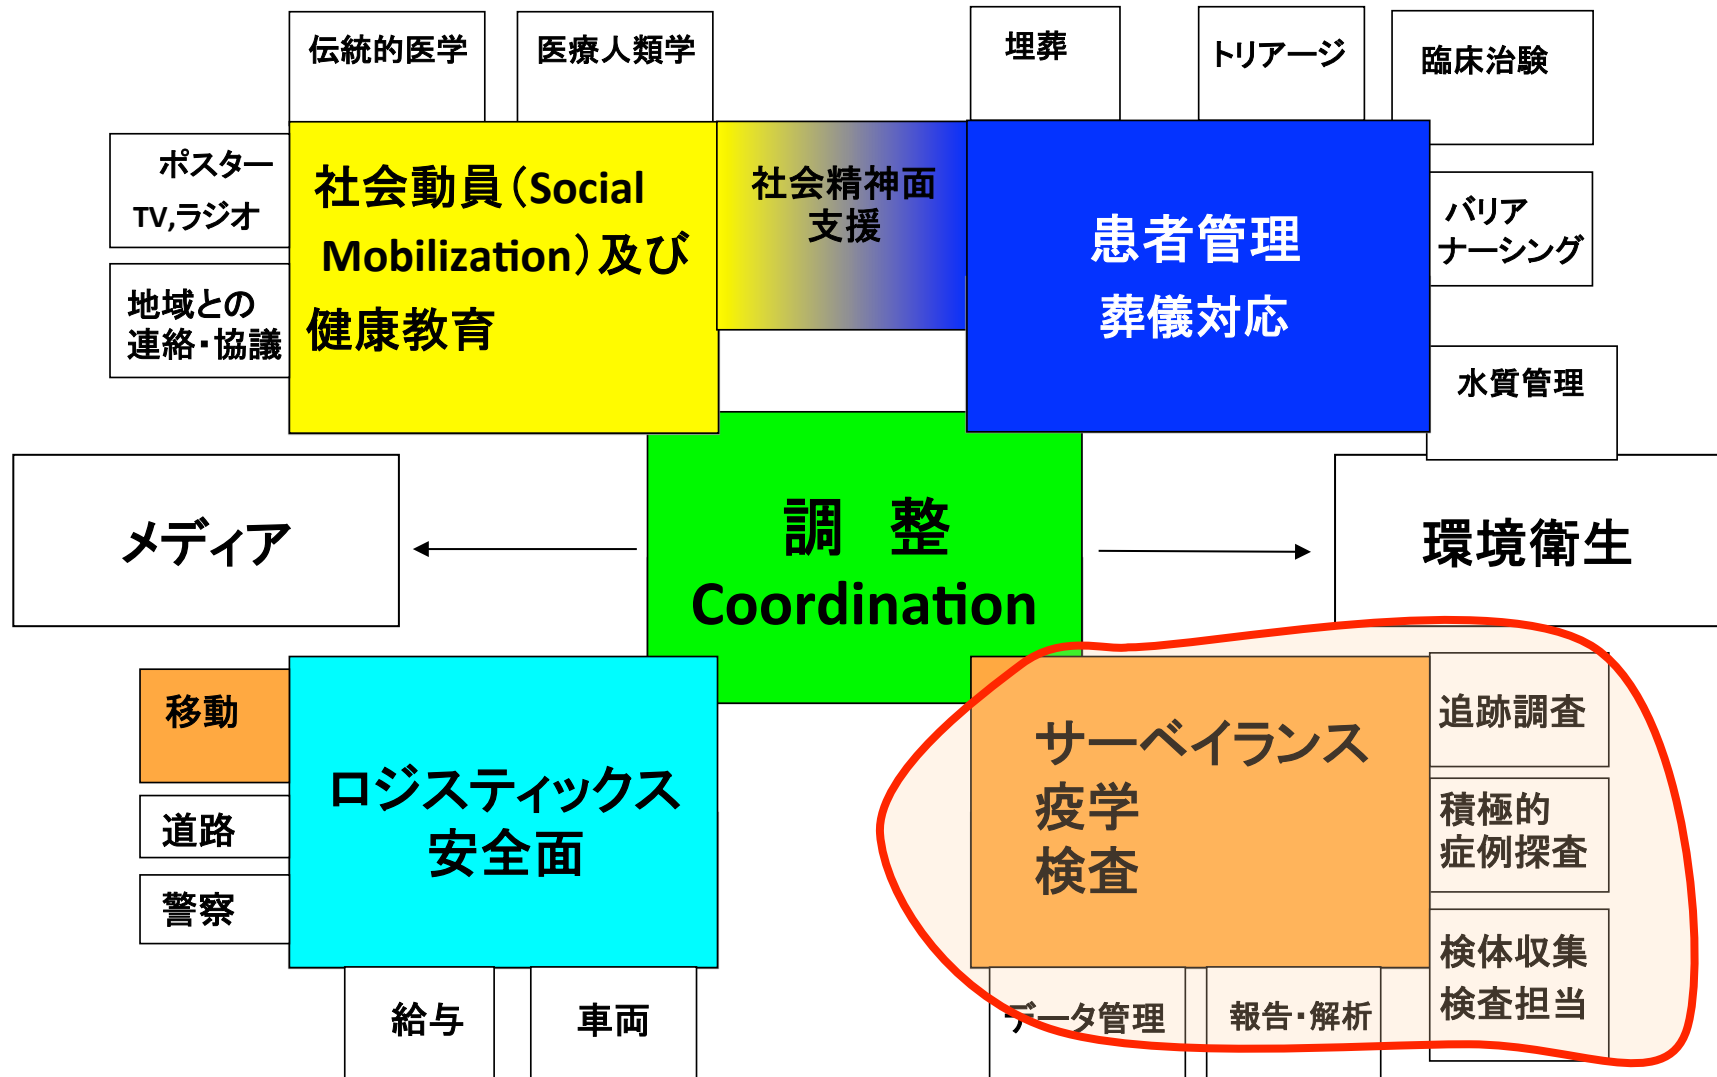 伝統的医学
医療人類学
埋葬
トリアージ
臨床治験
ポスター
TV,ラジオ
地域との
連絡・協議
社会動員（Social
Mobilization）及び
健康教育
社会精神面
支援
患者管理
葬儀対応
バリア
ナーシング
水質管理
メディア
調　整
Coordination
環境衛生
移動
道路
警察
ロジスティックス
安全面
給与
車両
サーベイランス
疫学
検査
追跡調査
積極的
症例探査
検体収集
検査担当
データ管理
報告・解析